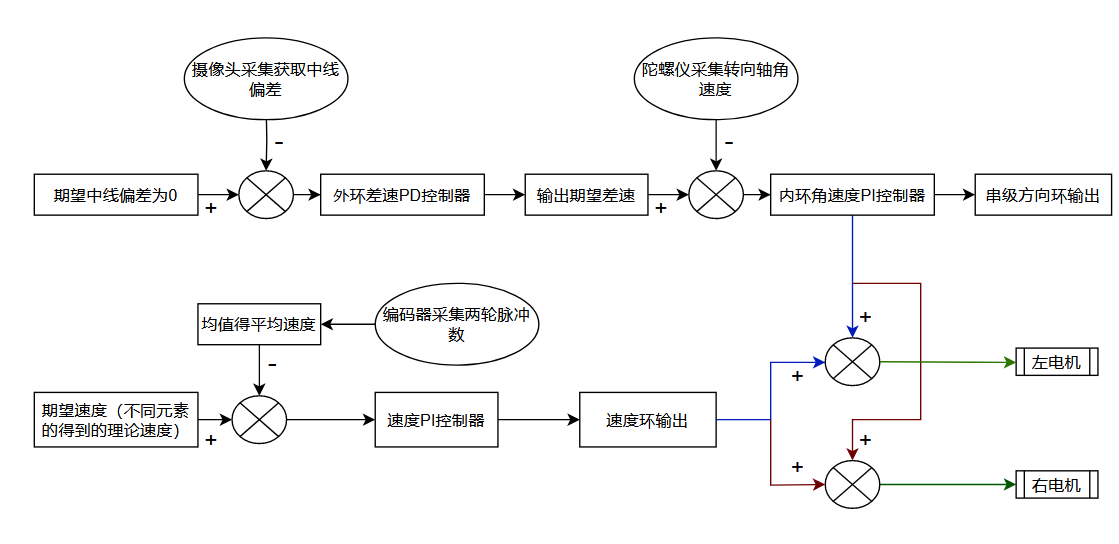 摄像头采集获取中线
偏差
陀螺仪采集转向轴角
速度
-
-
期望中线偏差为0
+
外环差速PD控制器
输出期望差速
+
内环角速度PI控制器
串级方向环输出
均值得平均速度
编码器采集两轮脉冲
数
-
+
+
左电机
期望速度（不同元素
的得到的理论速度）
+
速度PI控制器
速度环输出
+
+
右电机